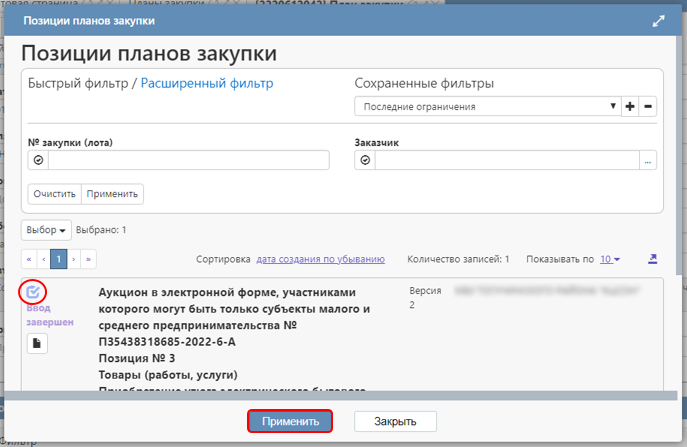 Позиции планов закупки
Позиции планов закупки
Быстрый фильтр / Расширенный фильтр
Сохраненные фильтры
Последние ограничения
№ закупки (лота)
Заказчик
...
Очистить Применить
Выбор Выбрано: 1
« ‹ 1 › »
Сортировка дата создания по убыванию Количество записей: 1 Показывать по 10
Ввод
завершен
Аукцион в электронной форме, участниками
которого могут быть только субъекты малого и
среднего предпринимательства №
П35438318685-2022-6-А
Позиция № 3
Товары (работы, услуги)
Версия
2
Применить Закрыть